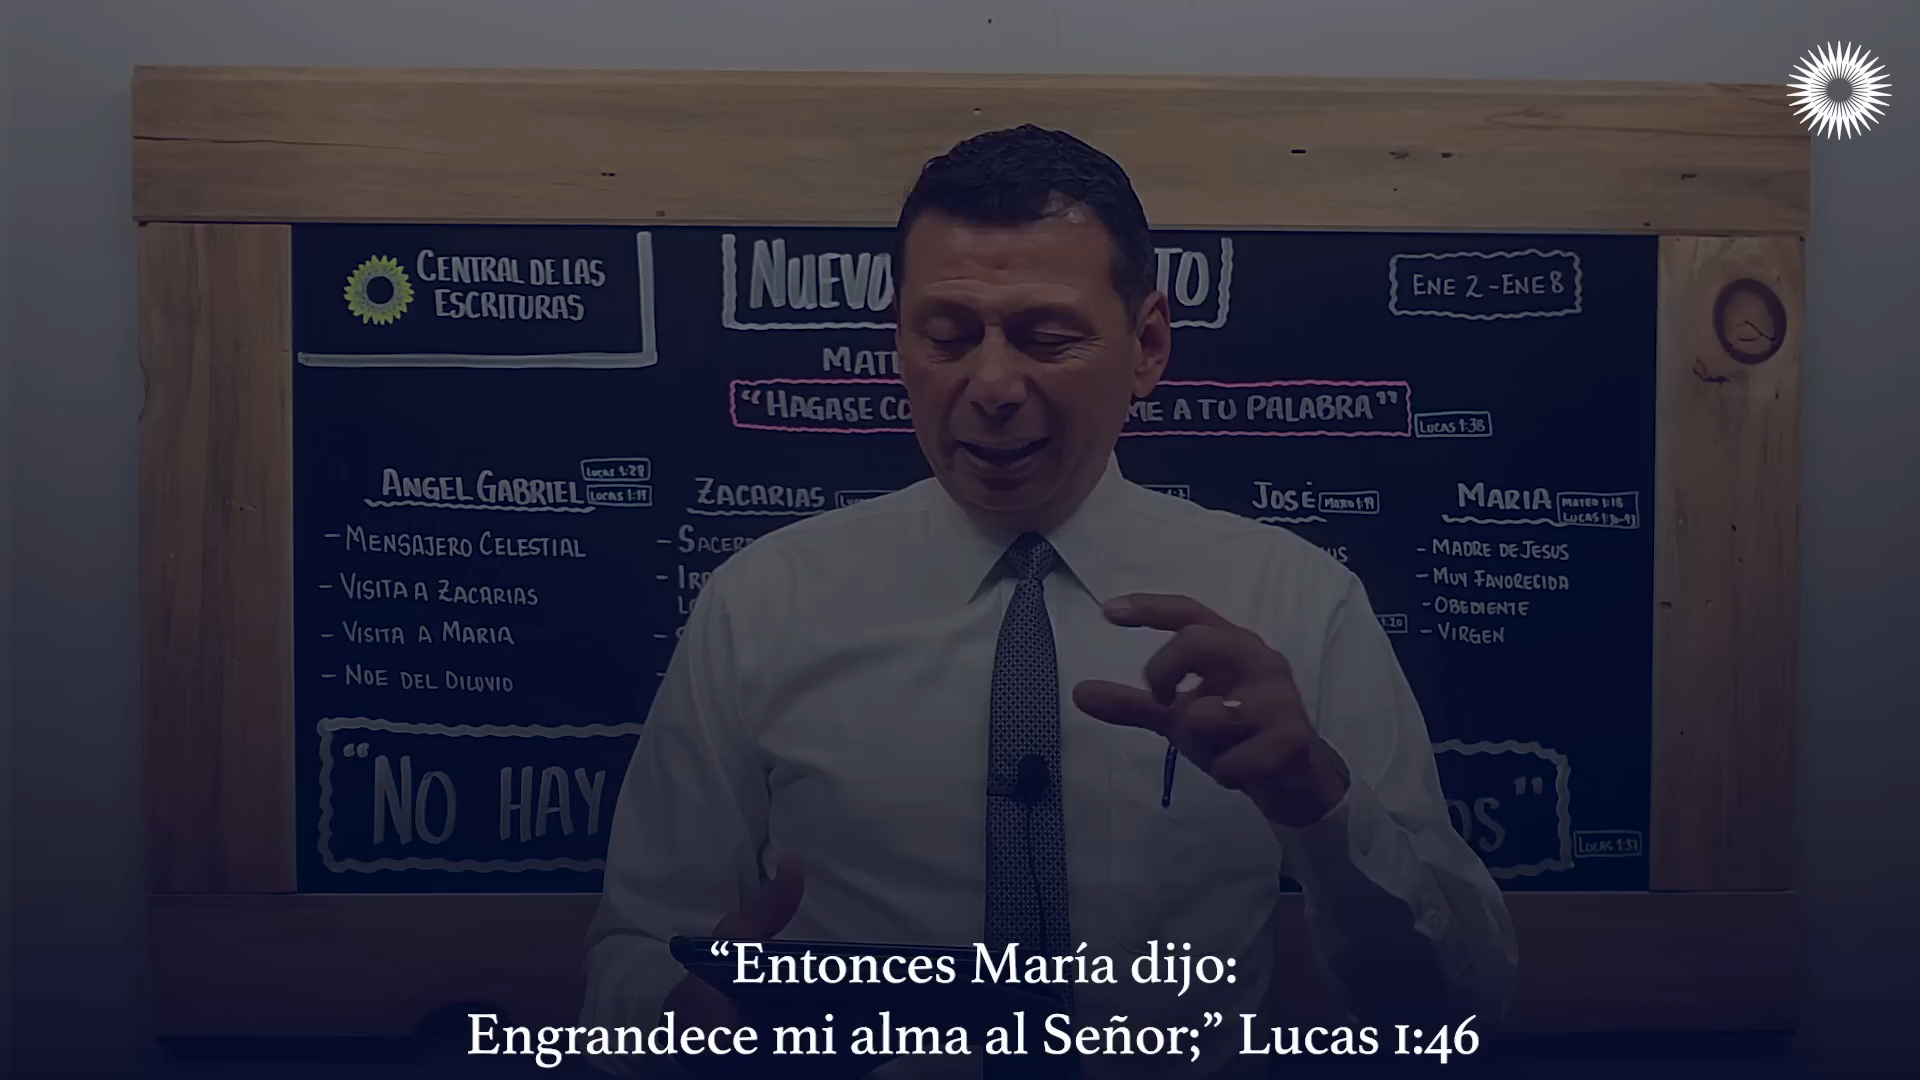 CENTRAL DE LAS
ESCRITURAS
NUEVO TO
ENE 2 - ENE 8
MATE
"HAGASE CO ME A TU PALABRA"
LUCAS 1:38
ANGEL GABRIEL
LUCAS 1:28
LUCAS 1:19
- MENSAJERO CELESTIAL
- VISITA A ZACARIAS
- VISITA A MARIA
- NOE DEL DILUVIO
ZACARIAS
- SACER
JOSÉ
MATEO 1:19
1:20
MARIA
MATEO 1:18
- MADRE DE JESUS
- MUY FAVORECIDA
- OBEDIENTE
- VIRGEN
"NO HAY OS"
LUCAS 1:37
“Entonces María dijo:
Engrandece mi alma al Señor;” Lucas 1:46